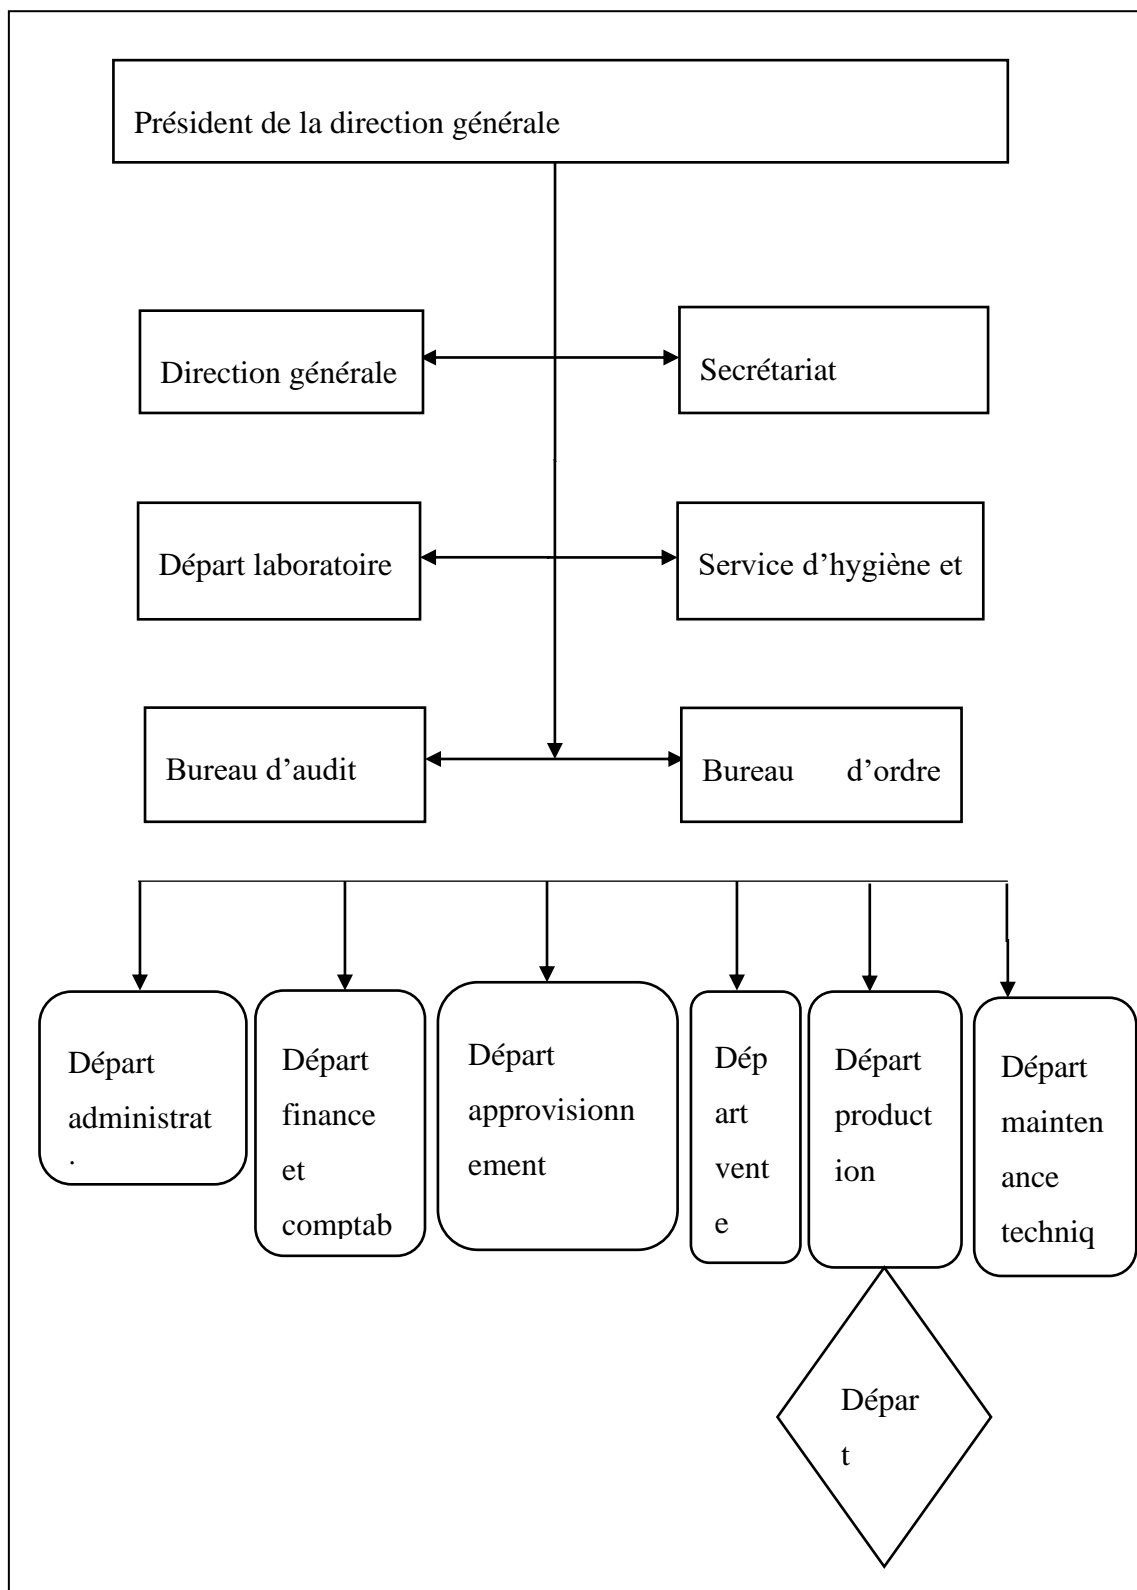 Président de la direction générale
Direction générale
Secrétariat
Départ laboratoire
Service d’hygiène et
Bureau d’audit
Bureau d’ordre
Départ
administrat
.
Départ
finance
et
comptab
Départ
approvisionn
ement
Dép
art
vent
e
Départ
product
ion
Départ
mainten
ance
techniq
Dépar
t